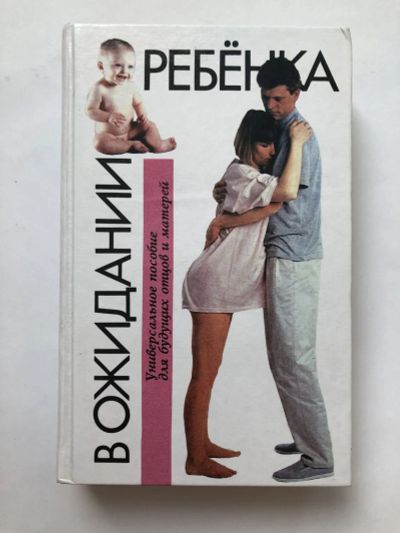 В ОЖИДАНИИ
РЕБЁНКА
Универсальное пособие
для будущих отцов и матерей